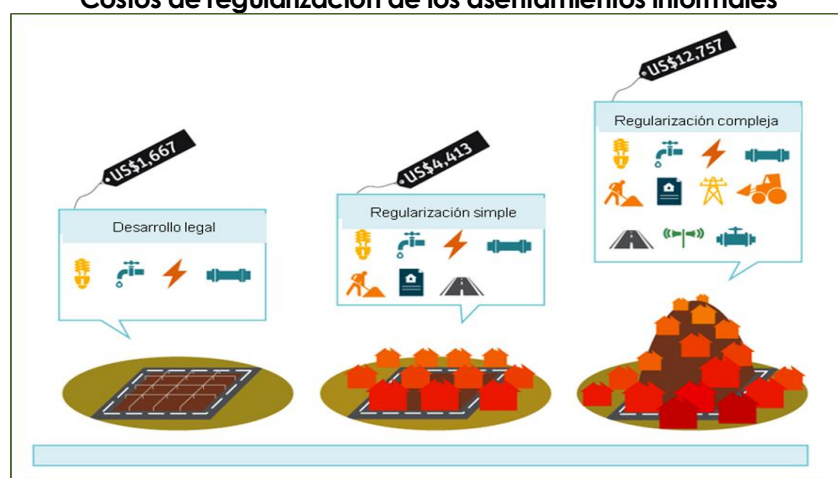 Costos de regularización de los asentamientos informales
US$1,667
Desarrollo legal
US$4,413
Regularización simple
US$12,757
Regularización compleja